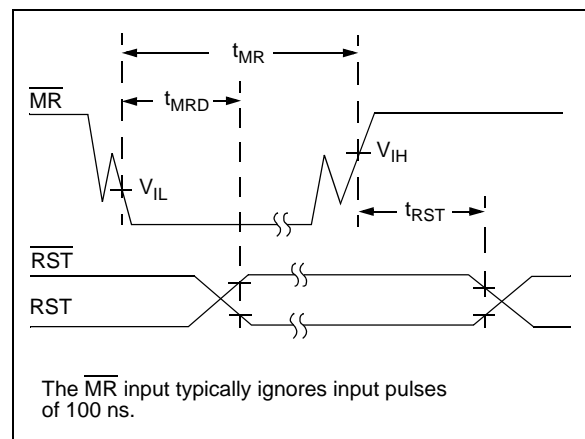 tMR
MR
tMRD
VIL
VIH
tRST
RST
RST
The MR input typically ignores input pulses
of 100 ns.